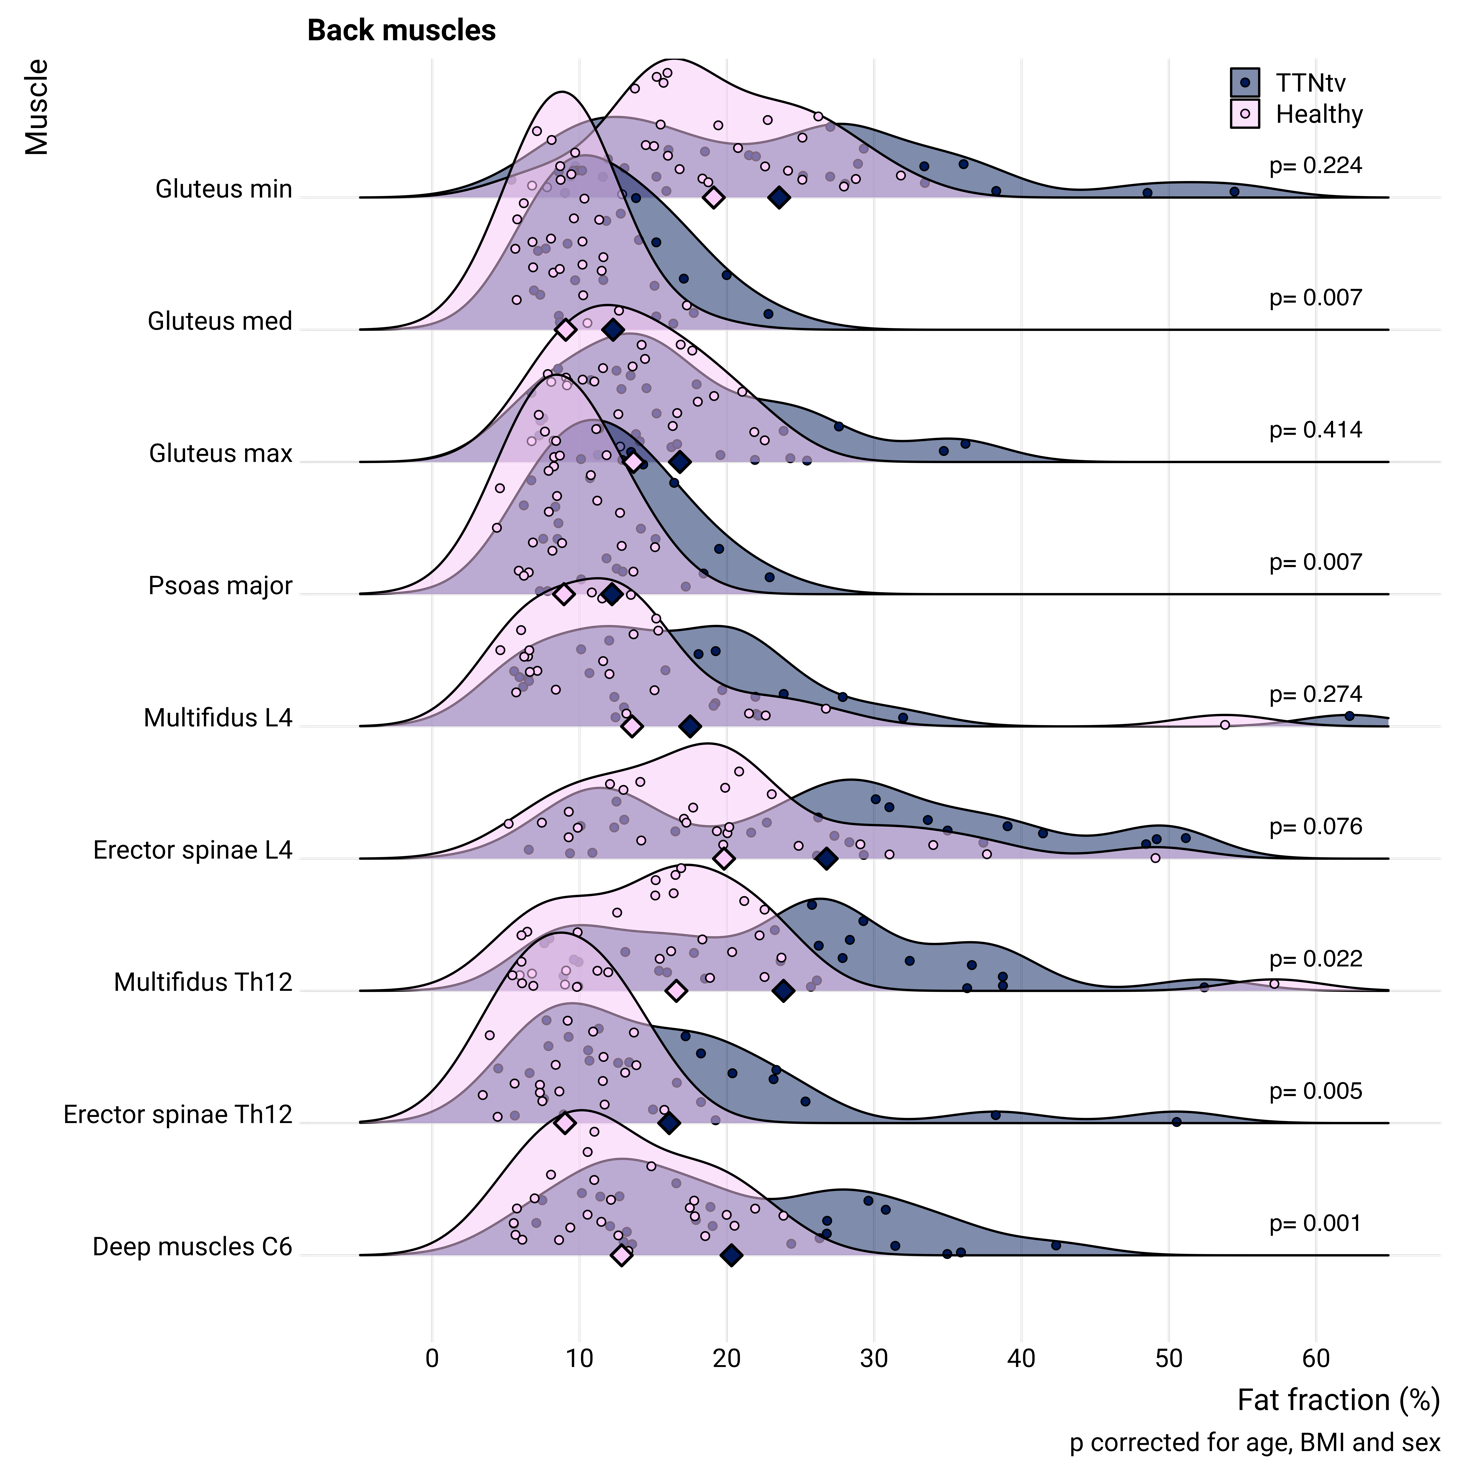 Back muscles
Muscle
TTNtv
Healthy
Gluteus min
p= 0.224
Gluteus med
p= 0.007
Gluteus max
p= 0.414
Psoas major
p= 0.007
Multifidus L4
p= 0.274
Erector spinae L4
p= 0.076
Multifidus Th12
p= 0.022
Erector spinae Th12
p= 0.005
Deep muscles C6
p= 0.001
0 10 20 30 40 50 60
Fat fraction (%)
p corrected for age, BMI and sex